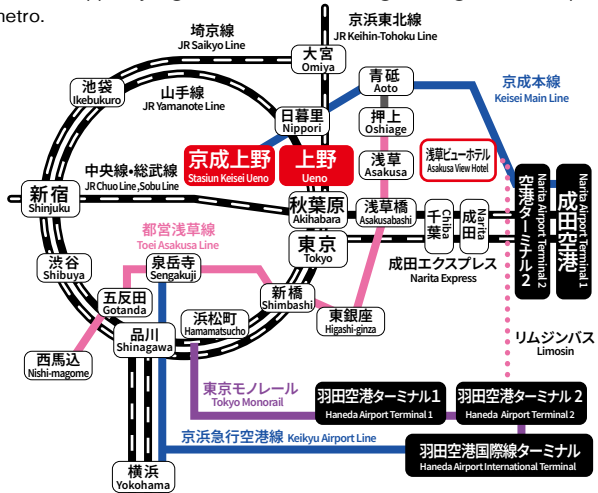 metro.
埼京線
JR Saikyo Line
京浜東北線
JR Keihin-Tohoku Line
大宮
Omiya
池袋
Ikebukuro
山手線
JR Yamanote Line
青砥
Aoto
京成本線
Keisei Main Line
日暮里
Nippori
押上
Oshiage
京成上野
Stasiun Keisei Ueno
上野
Ueno
浅草
Asakusa
浅草ビューホテル
Asakusa View Hotel
中央線・総武線
JR Chuo Line ,Sobu Line
新宿
Shinjuku
秋葉原
Akihabara
浅草橋
Asakusabashi
千葉
Chiba
成田
Narita
空港ターミナル2
Narita Airport Terminal 2
成田空港
Narita Airport Terminal 1
都営浅草線
Toei Asakusa Line
東京
Tokyo
成田エクスプレス
Narita Express
渋谷
Shibuya
泉岳寺
Sengakuji
五反田
Gotanda
新橋
Shimbashi
浜松町
Hamamatsucho
東銀座
Higashi-ginza
品川
Shinagawa
リムジンバス
Limosin
西馬込
Nishi-magome
東京モノレール
Tokyo Monorail
羽田空港ターミナル1
Haneda Airport Terminal 1
羽田空港ターミナル 2
Haneda Airport Terminal 2
京浜急行空港線 Keikyu Airport Line
羽田空港国際線ターミナル
Haneda Airport International Terminal
横浜
Yokohama